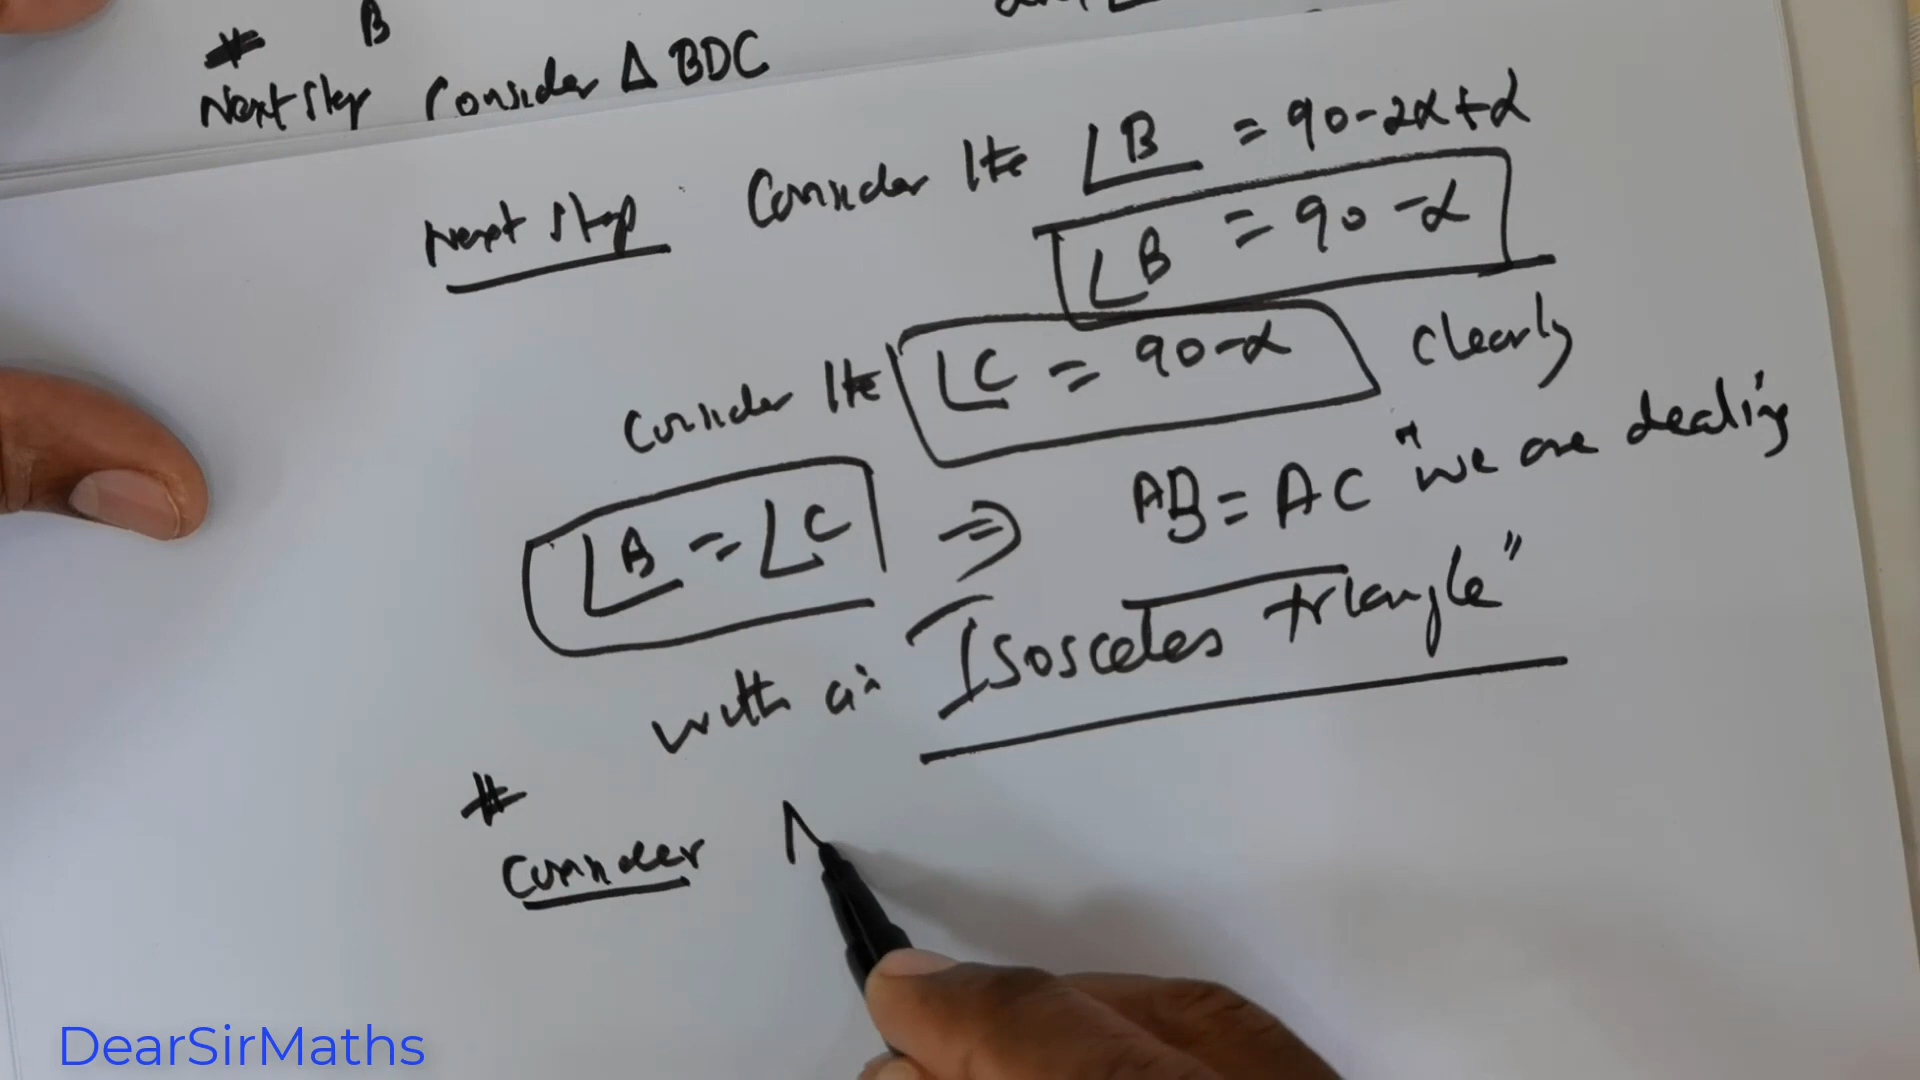 # B
Next step Consider Δ BDC
Next step Consider the ∠B = 90-2α+α
∠B = 90-α
Consider the ∠C = 90-α clearly
∠B = ∠C ⇒ AB = AC "we are dealing
with an Isosceles triangle"
#
Consider
DearSirMaths